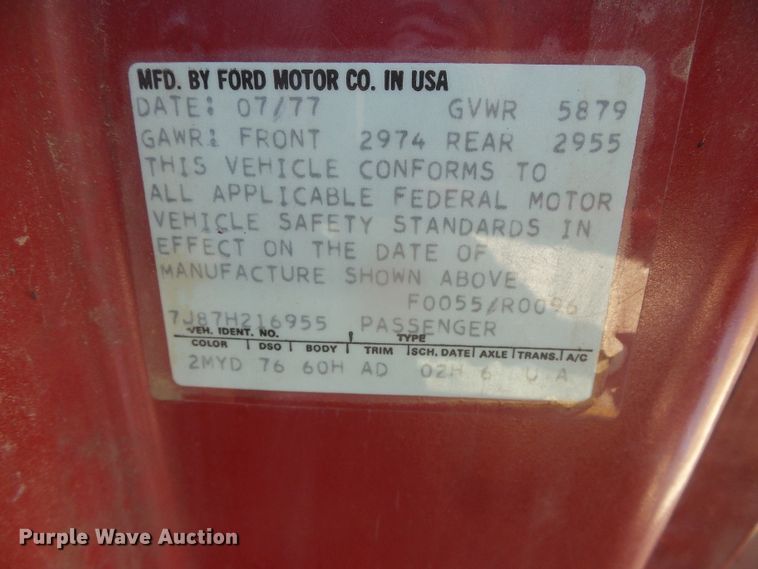 MFD. BY FORD MOTOR CO. IN USA
DATE: 07/77 GVWR 5879
GAWR: FRONT 2974 REAR 2955
THIS VEHICLE CONFORMS TO
ALL APPLICABLE FEDERAL MOTOR
VEHICLE SAFETY STANDARDS IN
EFFECT ON THE DATE OF
MANUFACTURE SHOWN ABOVE
F0055/R0096
7J87H216955 PASSENGER
VEH. IDENT. NO. TYPE
COLOR DSO BODY TRIM SCH. DATE AXLE TRANS. A/C
2MYD 76 60H AD 02H 6 U A
Purple Wave Auction